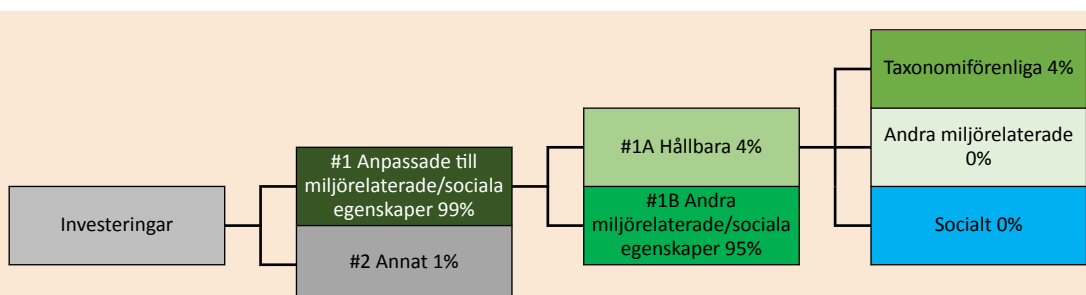 Investeringar
#1 Anpassade till
miljörelaterade/sociala
egenskaper 99%
#2 Annat 1%
#1A Hållbara 4%
#1B Andra
miljörelaterade/sociala
egenskaper 95%
Taxonomiförenliga 4%
Andra miljörelaterade
0%
Socialt 0%